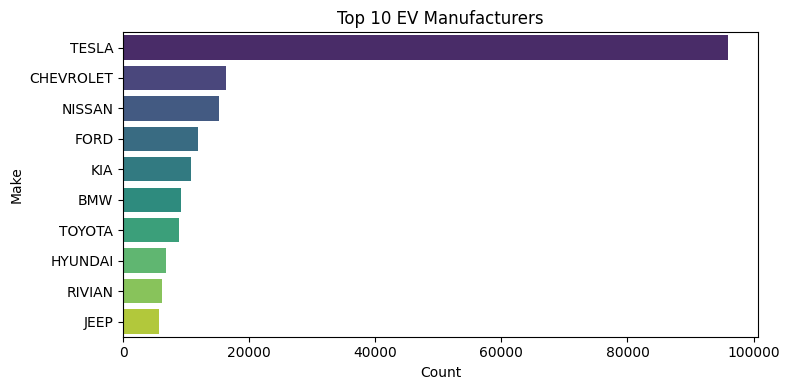 Top 10 EV Manufacturers
Make
TESLA
CHEVROLET
NISSAN
FORD
KIA
BMW
TOYOTA
HYUNDAI
RIVIAN
JEEP
0 20000 40000 60000 80000 100000
Count